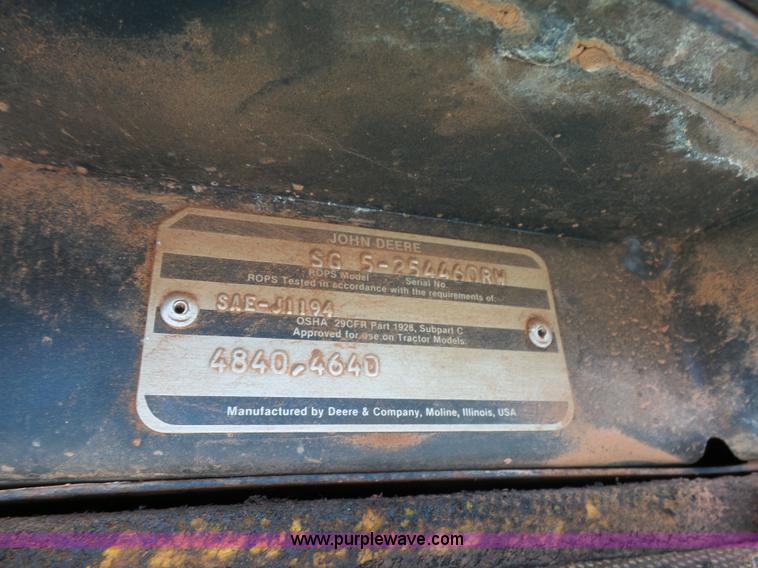 JOHN DEERE
SG 5-254460RW
ROPS Model Serial No.
ROPS Tested in accordance with the requirements of:
SAE-J1194
OSHA 29CFR Part 1928, Subpart C
Approved for use on Tractor Models:
4840,4640
Manufactured by Deere & Company, Moline, Illinois, USA
www.purplewave.com